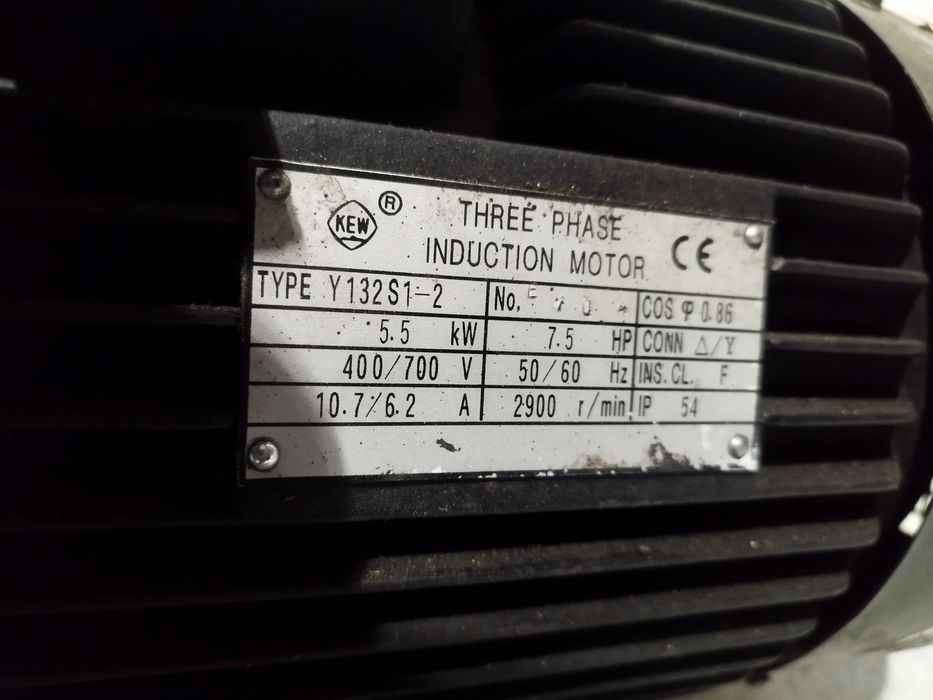 KEW ®
THREE PHASE
INDUCTION MOTOR CE
TYPE Y132S1-2 No. COS φ 0.86
5.5 kW 7.5 HP CONN △/Y
400/700 V 50/60 Hz INS.CL. F
10.7/6.2 A 2900 r/min IP 54